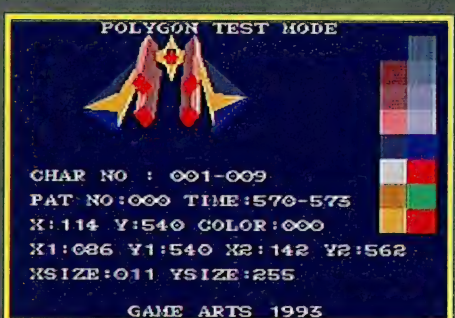 POLYGON TEST MODE
CHAR NO : 001-009
PAT NO:000 TIME:570-573
X:114 Y:540 COLOR:000
X1:086 Y1:540 X2:142 Y2:562
XSIZE:011 YSIZE:255
GAME ARTS 1993